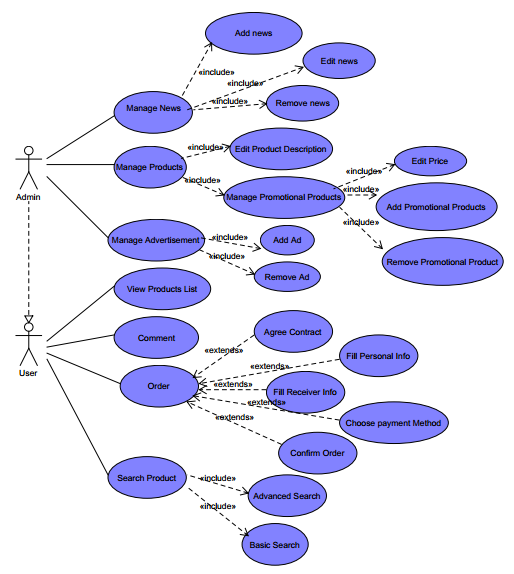 Add news
Edit news
«include»
«include»
Manage News
«include»
Remove news
«include»
Edit Product Description
Manage Products
«include»
Edit Price
«include»
Admin
Manage Promotional Products
«include»
Add Promotional Products
«include»
Manage Advertisement
«include»
Add Ad
«include»
Remove Promotional Product
Remove Ad
View Products List
Comment
Agree Contract
«extends»
Fill Personal Info
«extends»
User
Order
«extends»
Fill Receiver Info
«extends»
Choose payment Method
«extends»
Confirm Order
Search Product
«include»
Advanced Search
«include»
Basic Search